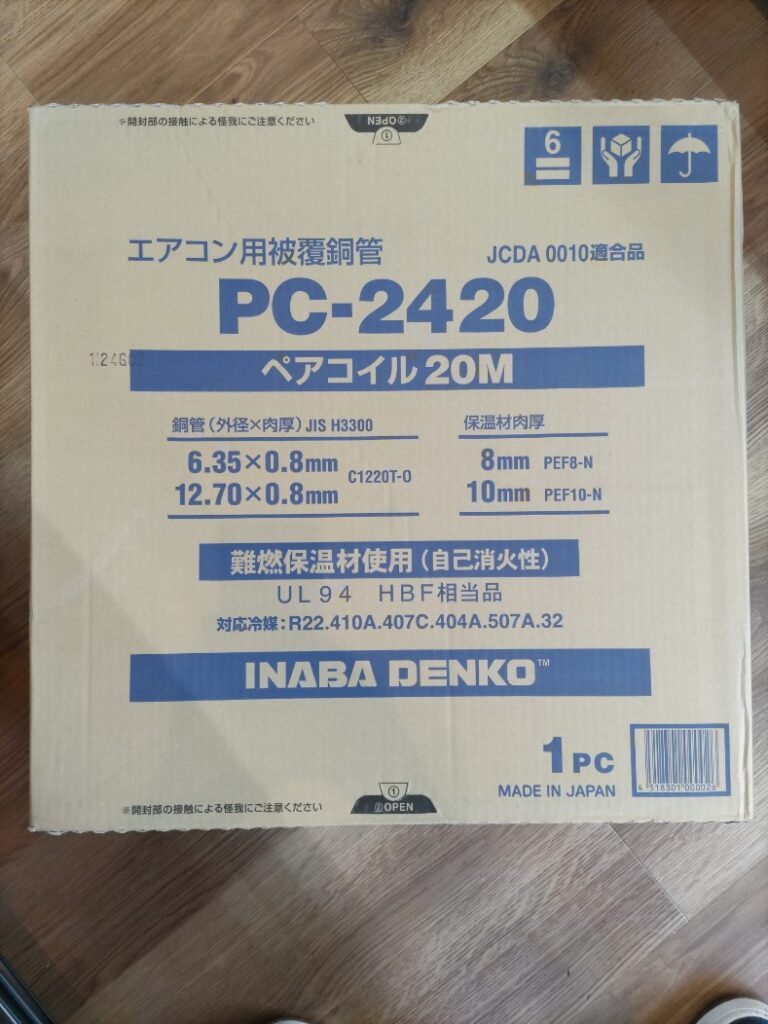 ※開封部の接触による怪我にご注意ください
②OPEN
①
6
エアコン用被覆銅管
JCDA 0010適合品
PC-2420
ペアコイル 20M
銅管（外径×肉厚）JIS H3300
6.35×0.8mm
12.70×0.8mm
C1220T-O
保温材肉厚
8mm PEF8-N
10mm PEF10-N
難燃保温材使用（自己消火性）
UL94 HBF相当品
対応冷媒：R22.410A.407C.404A.507A.32
INABA DENKO™
1PC
MADE IN JAPAN
4 518301 000026
※開封部の接触による怪我にご注意ください
①
②OPEN